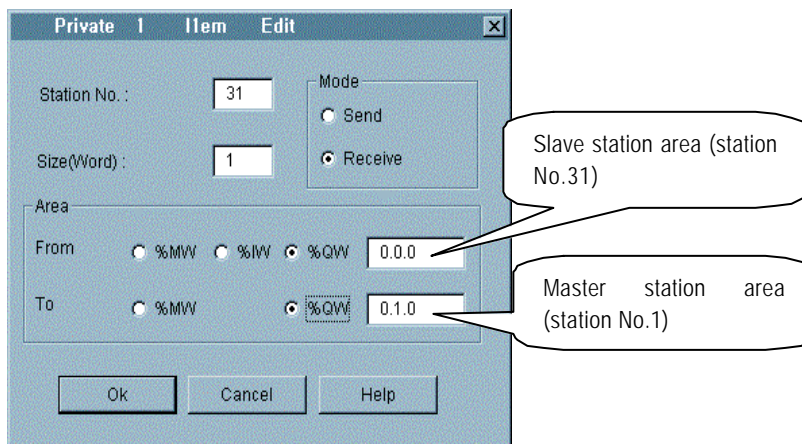 Private 1 l1em Edit
Station No. :
31
Size(Word) :
1
Mode
Send
Receive
Area
From
%MW
%IW
%QW
0.0.0
To
%MW
%QW
0.1.0
Ok
Cancel
Help
Slave station area (station
No.31)
Master station area
(station No.1)